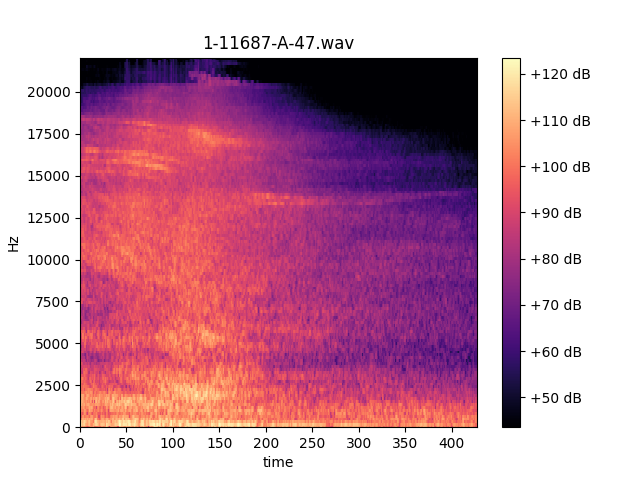 1-11687-A-47.wav
Hz
20000
17500
15000
12500
10000
7500
5000
2500
0
0 50 100 150 200 250 300 350 400
time
+120 dB
+110 dB
+100 dB
+90 dB
+80 dB
+70 dB
+60 dB
+50 dB